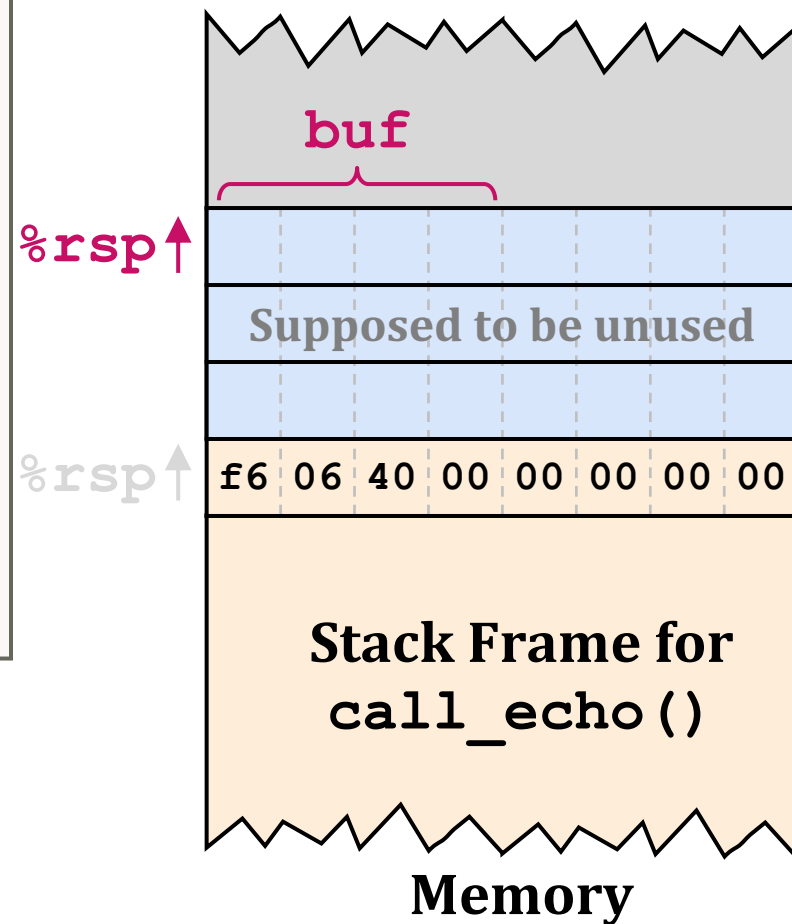 buf
%rsp
Supposed to be unused
%rsp f6 06 40 00 00 00 00 00
Stack Frame for
call_echo()
Memory